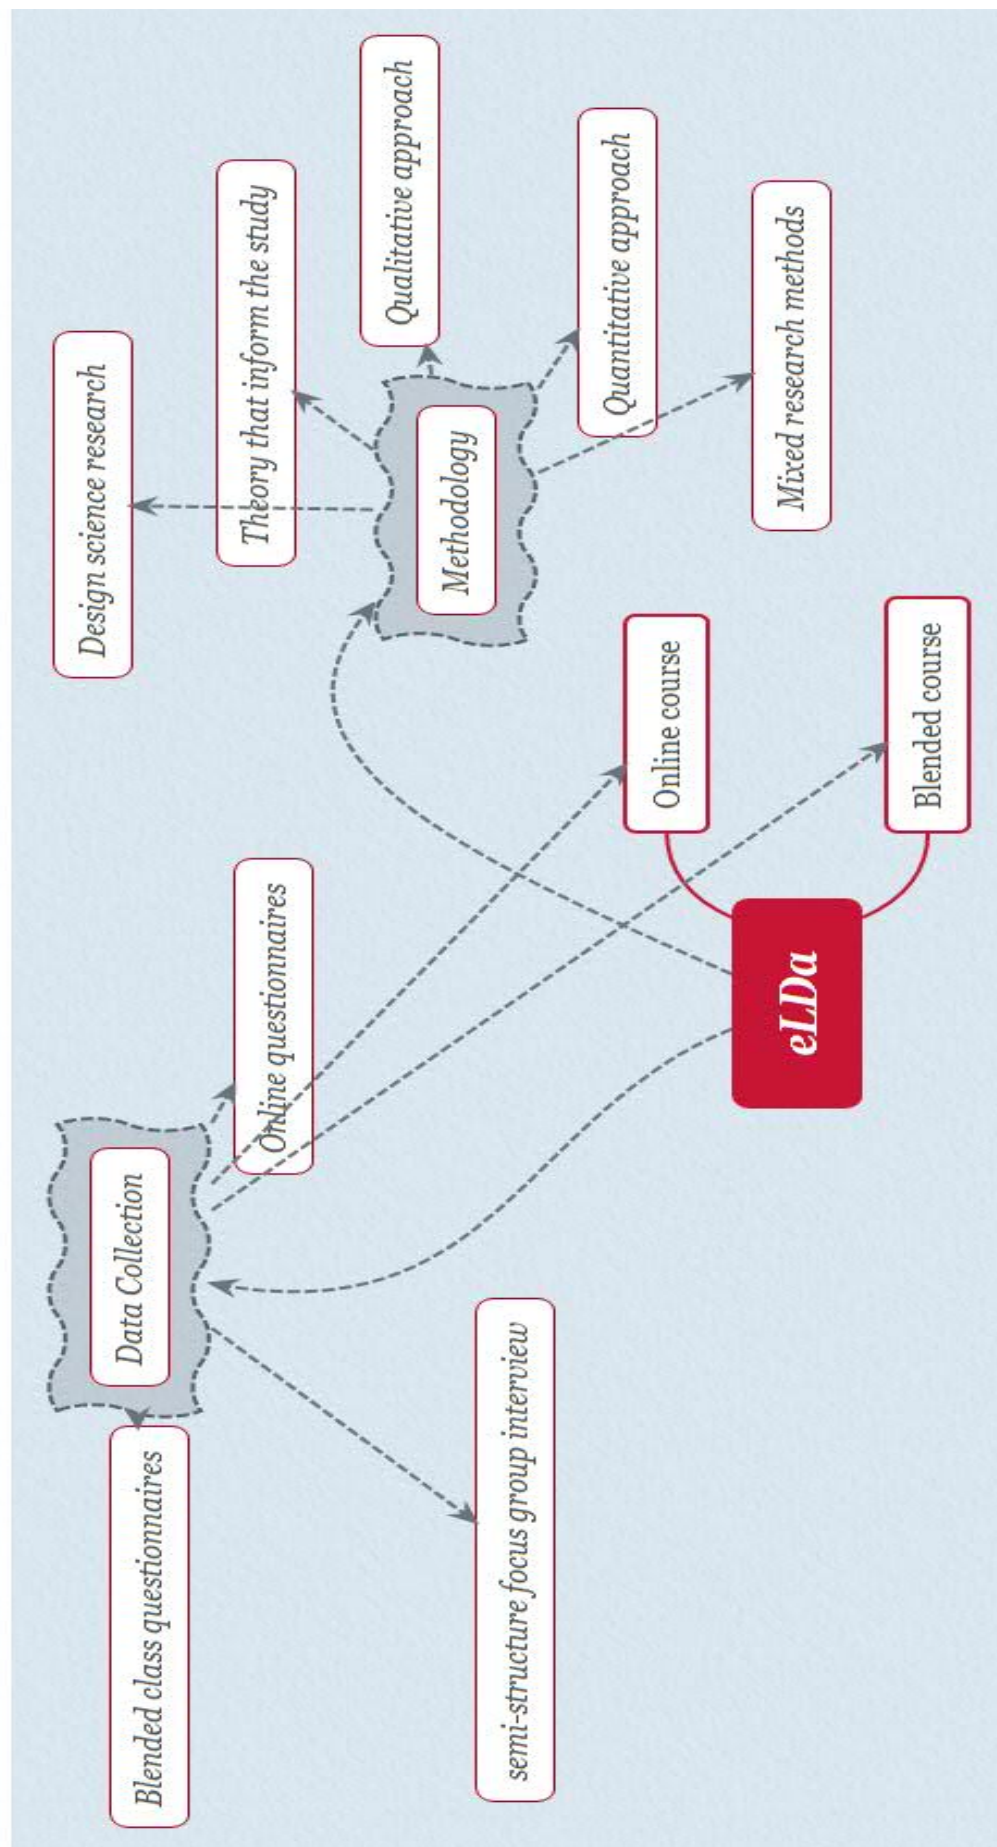 Design science research
Theory that inform the study
Qualitative approach
Methodology
Quantitative approach
Mixed research methods
Data Collection
Online questionnaires
Blended class questionnaires
semi-structure focus group interview
Online course
Blended course
eLDa